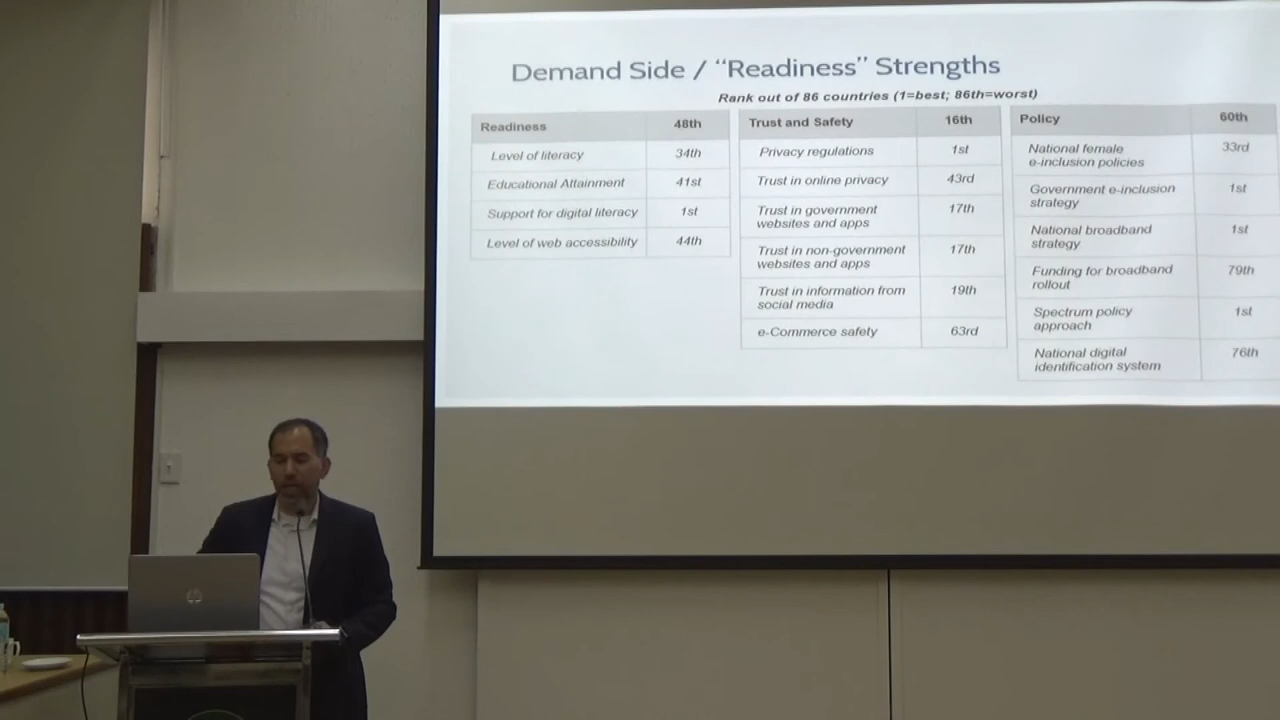 Demand Side / “Readiness” Strengths
Rank out of 86 countries (1=best; 86th=worst)
Readiness 48th
Level of literacy 34th
Educational Attainment 41st
Support for digital literacy 1st
Level of web accessibility 44th
Trust and Safety 16th
Privacy regulations 1st
Trust in online privacy 43rd
Trust in government 17th
websites and apps
Trust in non-government 17th
websites and apps
Trust in information from 19th
social media
e-Commerce safety 63rd
Policy 60th
National female 33rd
e-inclusion policies
Government e-inclusion 1st
strategy
National broadband 1st
strategy
Funding for broadband 79th
rollout
Spectrum policy 1st
approach
National digital 76th
identification system
hp